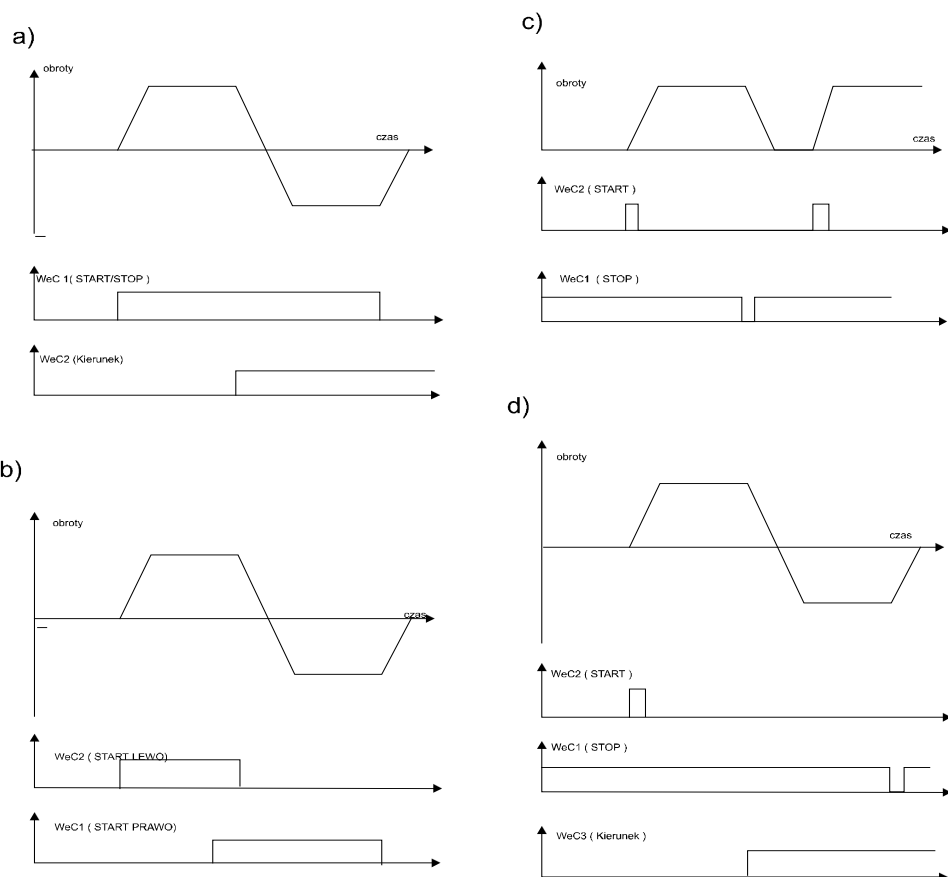 a)
obroty
czas
WeC 1( START/STOP )
WeC2 (Kierunek)
b)
obroty
czas
WeC2 ( START LEWO)
WeC1 ( START PRAWO)
c)
obroty
czas
WeC2 ( START )
WeC1 ( STOP )
d)
obroty
czas
WeC2 ( START )
WeC1 ( STOP )
WeC3 ( Kierunek )